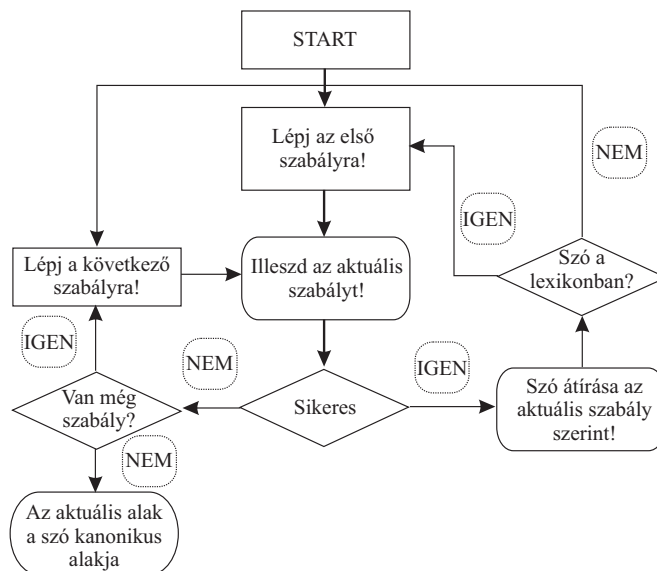 START
Lépj az első
szabályra!
NEM
IGEN
Lépj a következő
szabályra!
Illeszd az aktuális
szabályt!
Szó a
lexikonban?
IGEN
NEM
IGEN
Van még
szabály?
Sikeres
Szó átírása az
aktuális szabály
szerint!
NEM
Az aktuális alak
a szó kanonikus
alakja